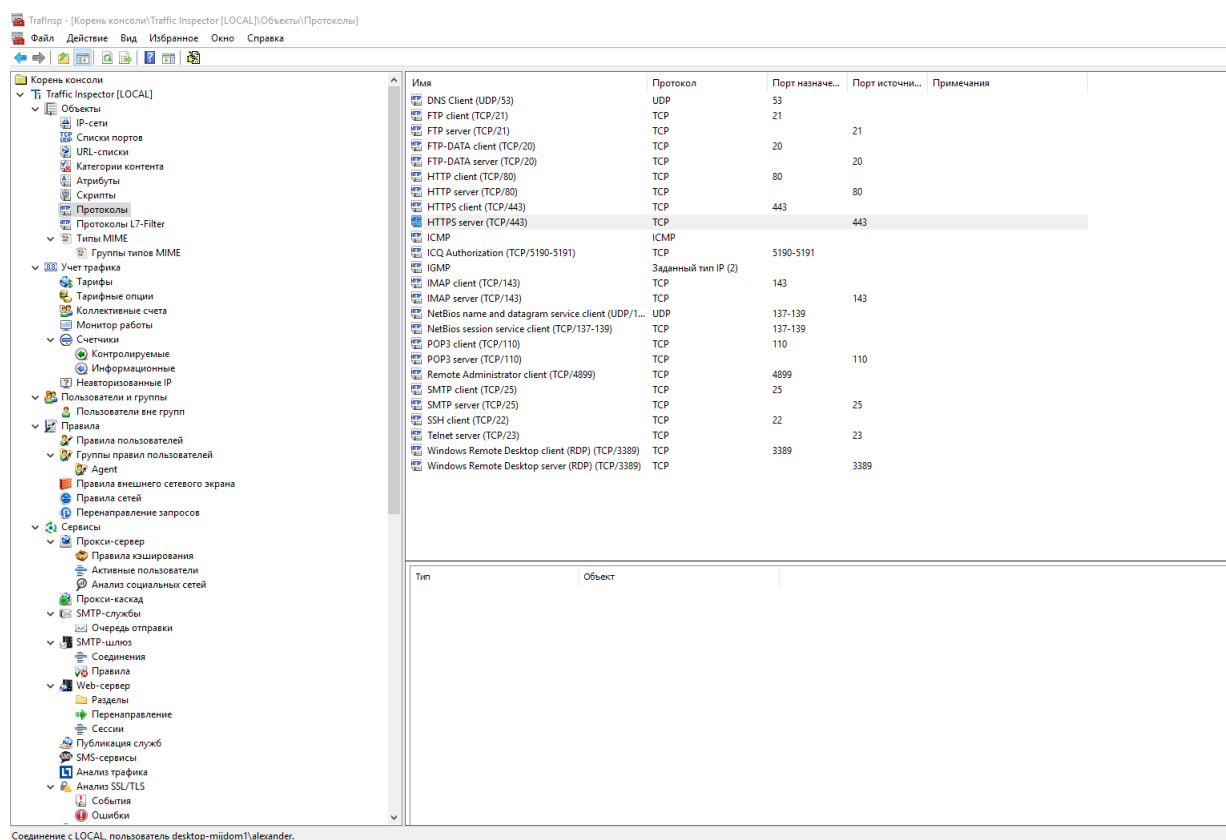 TrafInsp - [Корень консоли\Traffic Inspector [LOCAL]\Объекты\Протоколы]
Файл Действие Вид Избранное Окно Справка
Корень консоли
Traffic Inspector [LOCAL]
Объекты
IP-сети
Списки портов
URL-списки
Категории контента
Атрибуты
Скрипты
Протоколы
Протоколы L7-Filter
Типы MIME
Группы типов MIME
Учет трафика
Тарифы
Тарифные опции
Коллективные счета
Монитор работы
Счетчики
Контролируемые
Информационные
Неавторизованные IP
Пользователи и группы
Пользователи вне групп
Правила
Правила пользователей
Группы правил пользователей
Agent
Правила внешнего сетевого экрана
Правила сетей
Перенаправление запросов
Сервисы
Прокси-сервер
Правила кэширования
Активные пользователи
Анализ социальных сетей
Прокси-каскад
SMTP-службы
Очередь отправки
SMTP-шлюз
Соединения
Правила
Web-сервер
Разделы
Перенаправление
Сессии
Публикация служб
SMS-сервисы
Анализ трафика
Анализ SSL/TLS
События
Ошибки
Имя Протокол Порт назначе... Порт источни... Примечания
DNS Client (UDP/53) UDP 53
FTP client (TCP/21) TCP 21
FTP server (TCP/21) TCP 21
FTP-DATA client (TCP/20) TCP 20
FTP-DATA server (TCP/20) TCP 20
HTTP client (TCP/80) TCP 80
HTTP server (TCP/80) TCP 80
HTTPS client (TCP/443) TCP 443
HTTPS server (TCP/443) TCP 443
ICMP ICMP
ICQ Authorization (TCP/5190-5191) TCP 5190-5191
IGMP Заданный тип IP (2)
IMAP client (TCP/143) TCP 143
IMAP server (TCP/143) TCP 143
NetBios name and datagram service client (UDP/1... UDP 137-139
NetBios session service client (TCP/137-139) TCP 137-139
POP3 client (TCP/110) TCP 110
POP3 server (TCP/110) TCP 110
Remote Administrator client (TCP/4899) TCP 4899
SMTP client (TCP/25) TCP 25
SMTP server (TCP/25) TCP 25
SSH client (TCP/22) TCP 22
Telnet server (TCP/23) TCP 23
Windows Remote Desktop client (RDP) (TCP/3389) TCP 3389
Windows Remote Desktop server (RDP) (TCP/3389) TCP 3389
Тип Объект
Соединение с LOCAL, пользователь desktop-mijdom1\alexander.